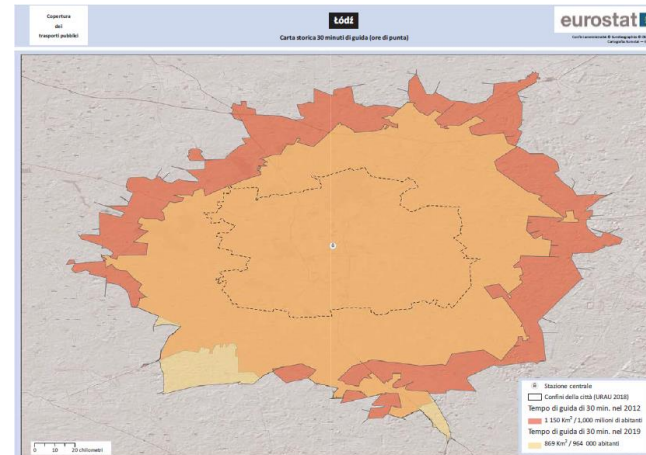 Copertura
dei
trasporti pubblici
Łódź
Carta storica 30 minuti di guida (ore di punta)
eurostat
0 10 20 chilometri
Stazione centrale
Confini della città (URAU 2018)
Tempo di guida di 30 min. nel 2012
1 150 Km² / 1,000 milioni di abitanti
Tempo di guida di 30 min. nel 2019
869 Km² / 964 000 abitanti